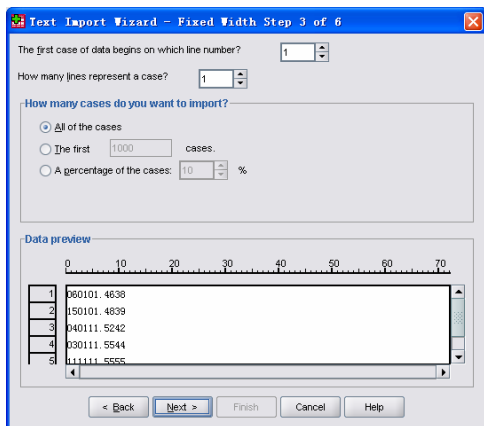 Text Import Wizard - Fixed Width Step 3 of 6
The first case of data begins on which line number? 1
How many lines represent a case? 1
How many cases do you want to import?
All of the cases
The first 1000 cases.
A percentage of the cases: 10 %
Data preview
0 10 20 30 40 50 60 70
1 060101.4638
2 150101.4839
3 040111.5242
4 030111.5544
5 111111.5555
< Back Next > Finish Cancel Help